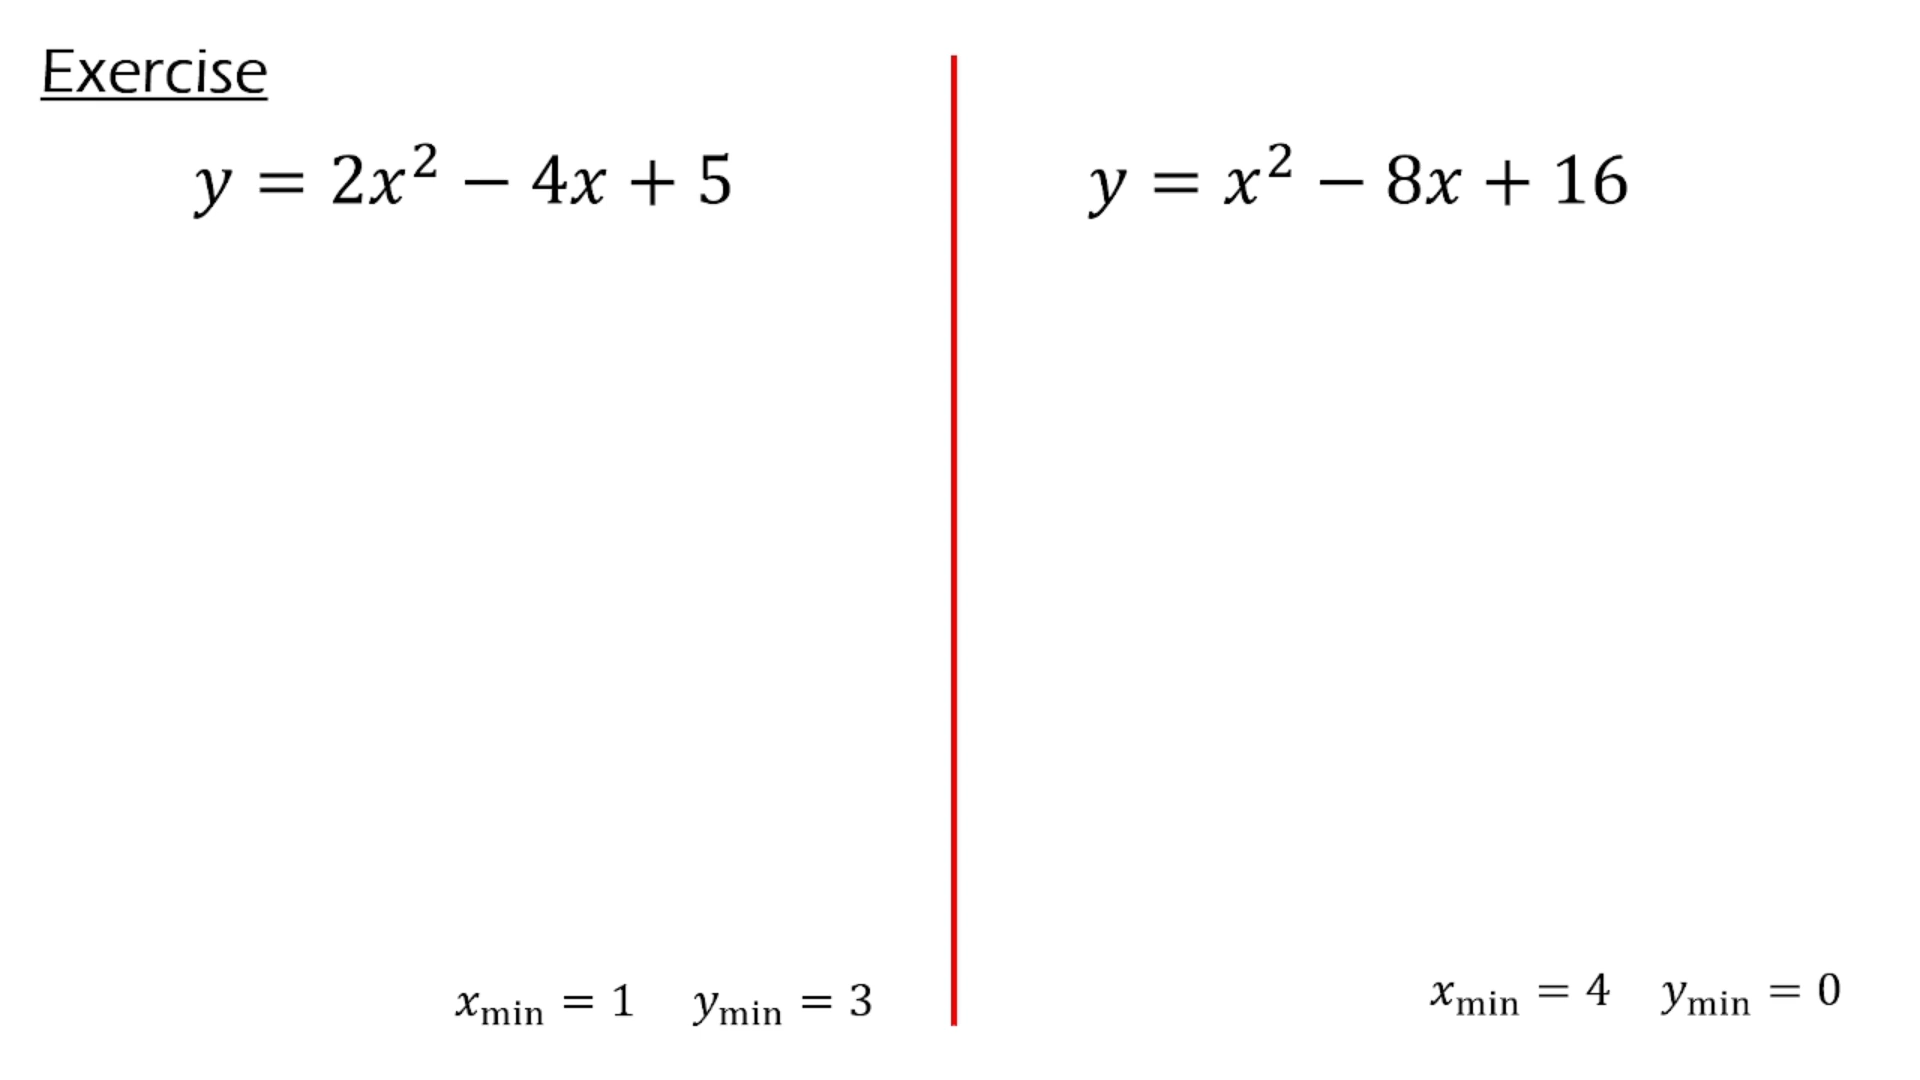 Exercise
y = 2x² − 4x + 5
x_min = 1 y_min = 3
y = x² − 8x + 16
x_min = 4 y_min = 0